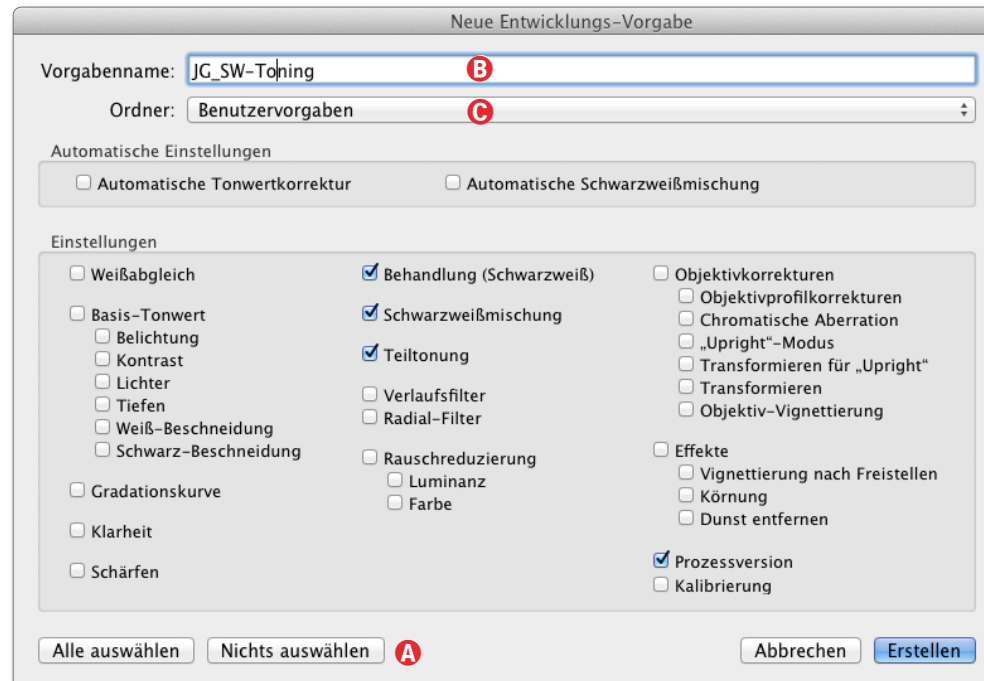 Neue Entwicklungs-Vorgabe
Vorgabenname: JG_SW-Toning B
Ordner: Benutzervorgaben C
Automatische Einstellungen
Automatische Tonwertkorrektur Automatische Schwarzweißmischung
Einstellungen
Weißabgleich
Basis-Tonwert
Belichtung
Kontrast
Lichter
Tiefen
Weiß-Beschneidung
Schwarz-Beschneidung
Gradationskurve
Klarheit
Schärfen
Behandlung (Schwarzweiß)
Schwarzweißmischung
Teiltonung
Verlaufsfilter
Radial-Filter
Rauschreduzierung
Luminanz
Farbe
Objektivkorrekturen
Objektivprofilkorrekturen
Chromatische Aberration
„Upright“-Modus
Transformieren für „Upright“
Transformieren
Objektiv-Vignettierung
Effekte
Vignettierung nach Freistellen
Körnung
Dunst entfernen
Prozessversion
Kalibrierung
Alle auswählen Nichts auswählen A Abbrechen Erstellen